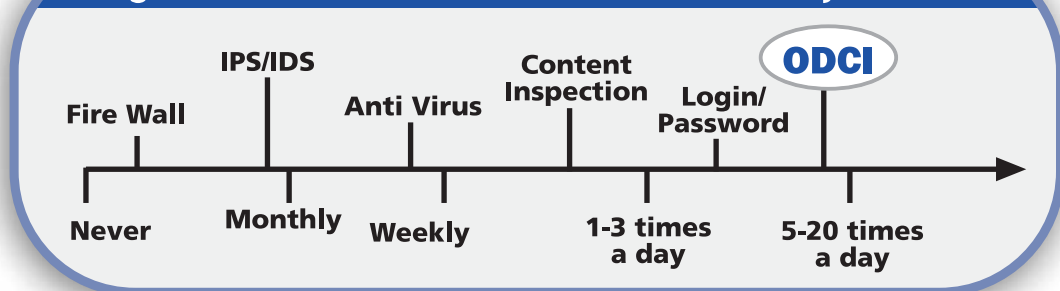 IPS/IDS
Content
Inspection
ODCI
Fire Wall
Anti Virus
Login/
Password
Never
Monthly
Weekly
1-3 times
a day
5-20 times
a day